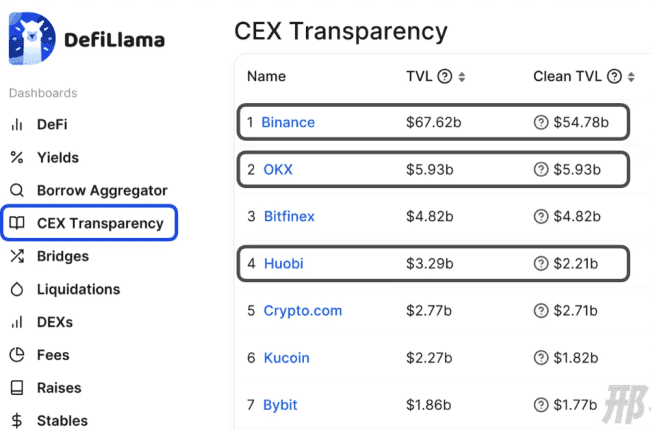 DefiLlama
Dashboards
DeFi
Yields
Borrow Aggregator
CEX Transparency
Bridges
Liquidations
DEXs
Fees
Raises
Stables
CEX Transparency
Name TVL ? Clean TVL ?
1 Binance $67.62b ? $54.78b
2 OKX $5.93b ? $5.93b
3 Bitfinex $4.82b ? $4.82b
4 Huobi $3.29b ? $2.21b
5 Crypto.com $2.77b ? $2.71b
6 Kucoin $2.27b ? $1.82b
7 Bybit $1.86b ? $1.77b
邢